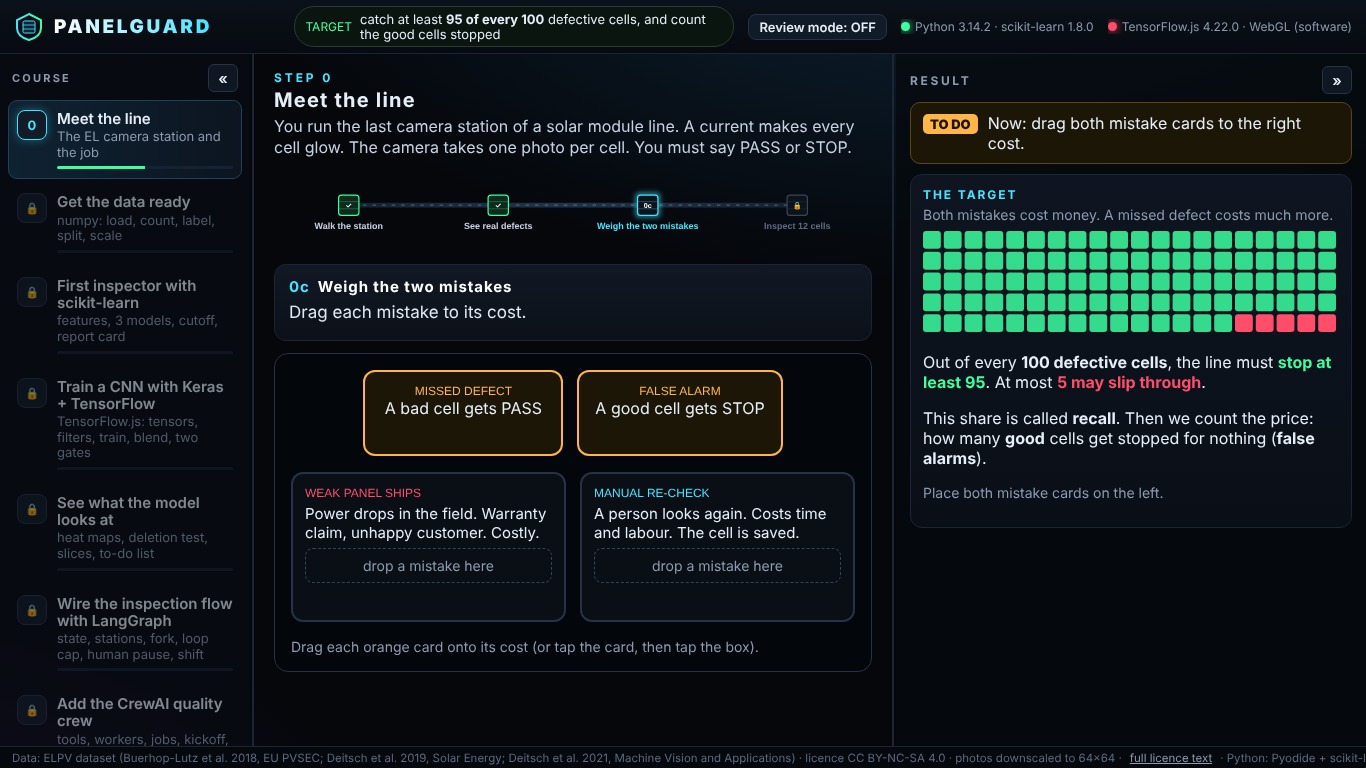 PANELGUARD
TARGET
catch at least 95 of every 100 defective cells, and count
the good cells stopped
Review mode: OFF
Python 3.14.2 · scikit-learn 1.8.0
TensorFlow.js 4.22.0 · WebGL (software)
COURSE
«
0
Meet the line
The EL camera station and
the job
Get the data ready
numpy: load, count, label,
split, scale
First inspector with
scikit-learn
features, 3 models, cutoff,
report card
Train a CNN with Keras
+ TensorFlow
TensorFlow.js: tensors,
filters, train, blend, two
gates
See what the model
looks at
heat maps, deletion test,
slices, to-do list
Wire the inspection flow
with LangGraph
state, stations, fork, loop
cap, human pause, shift
Add the CrewAI quality
crew
tools, workers, jobs, kickoff,
STEP 0
Meet the line
You run the last camera station of a solar module line. A current makes every
cell glow. The camera takes one photo per cell. You must say PASS or STOP.
0c
Walk the station
See real defects
Weigh the two mistakes
Inspect 12 cells
0c Weigh the two mistakes
Drag each mistake to its cost.
MISSED DEFECT
A bad cell gets PASS
FALSE ALARM
A good cell gets STOP
WEAK PANEL SHIPS
Power drops in the field. Warranty
claim, unhappy customer. Costly.
drop a mistake here
MANUAL RE-CHECK
A person looks again. Costs time
and labour. The cell is saved.
drop a mistake here
Drag each orange card onto its cost (or tap the card, then tap the box).
RESULT
»
TO DO
Now: drag both mistake cards to the right
cost.
THE TARGET
Both mistakes cost money. A missed defect costs much more.
Out of every 100 defective cells, the line must stop at
least 95. At most 5 may slip through.
This share is called recall. Then we count the price:
how many good cells get stopped for nothing (false
alarms).
Place both mistake cards on the left.
Data: ELPV dataset (Buerhop-Lutz et al. 2018, EU PVSEC; Deitsch et al. 2019, Solar Energy; Deitsch et al. 2021, Machine Vision and Applications) · licence CC BY-NC-SA 4.0 · photos downscaled to 64×64 · full licence text · Python: Pyodide + scikit-